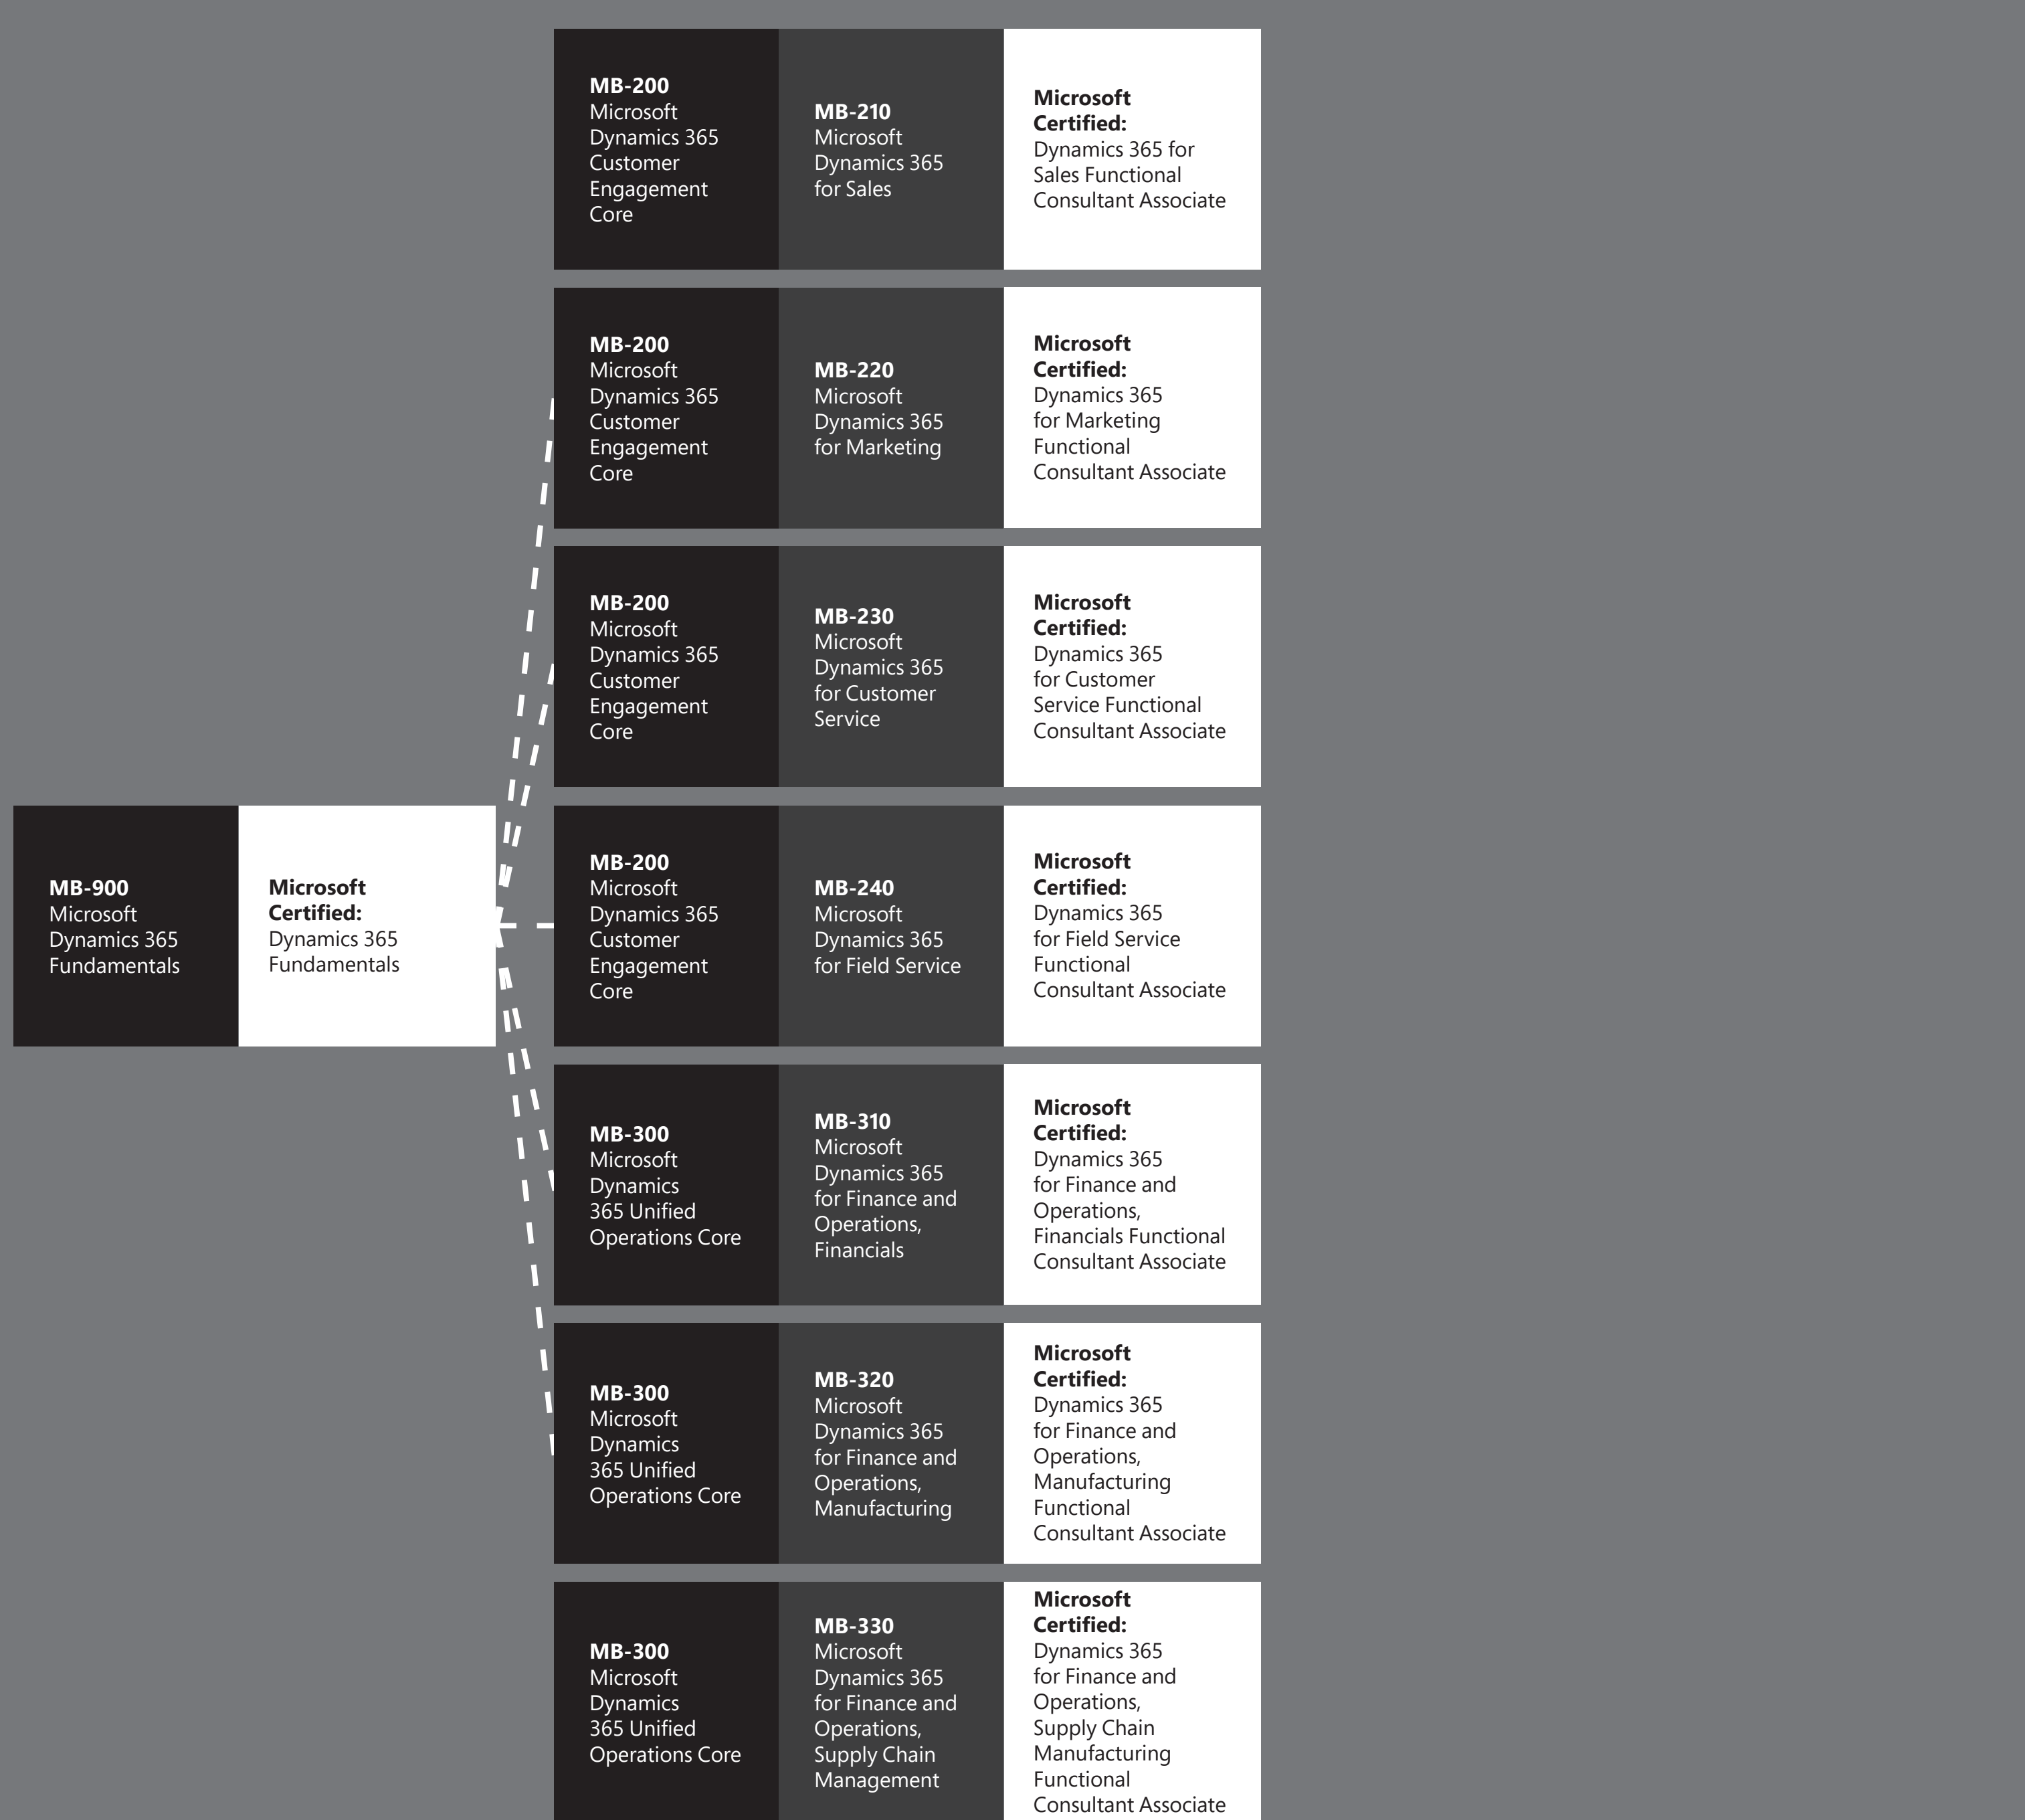 MB-900
Microsoft
Dynamics 365
Fundamentals
Microsoft
Certified:
Dynamics 365
Fundamentals
MB-200
Microsoft
Dynamics 365
Customer
Engagement
Core
MB-210
Microsoft
Dynamics 365
for Sales
Microsoft
Certified:
Dynamics 365 for
Sales Functional
Consultant Associate
MB-200
Microsoft
Dynamics 365
Customer
Engagement
Core
MB-220
Microsoft
Dynamics 365
for Marketing
Microsoft
Certified:
Dynamics 365
for Marketing
Functional
Consultant Associate
MB-200
Microsoft
Dynamics 365
Customer
Engagement
Core
MB-230
Microsoft
Dynamics 365
for Customer
Service
Microsoft
Certified:
Dynamics 365
for Customer
Service Functional
Consultant Associate
MB-200
Microsoft
Dynamics 365
Customer
Engagement
Core
MB-240
Microsoft
Dynamics 365
for Field Service
Microsoft
Certified:
Dynamics 365
for Field Service
Functional
Consultant Associate
MB-300
Microsoft
Dynamics
365 Unified
Operations Core
MB-310
Microsoft
Dynamics 365
for Finance and
Operations,
Financials
Microsoft
Certified:
Dynamics 365
for Finance and
Operations,
Financials Functional
Consultant Associate
MB-300
Microsoft
Dynamics
365 Unified
Operations Core
MB-320
Microsoft
Dynamics 365
for Finance and
Operations,
Manufacturing
Microsoft
Certified:
Dynamics 365
for Finance and
Operations,
Manufacturing
Functional
Consultant Associate
MB-300
Microsoft
Dynamics
365 Unified
Operations Core
MB-330
Microsoft
Dynamics 365
for Finance and
Operations,
Supply Chain
Management
Microsoft
Certified:
Dynamics 365
for Finance and
Operations,
Supply Chain
Manufacturing
Functional
Consultant Associate